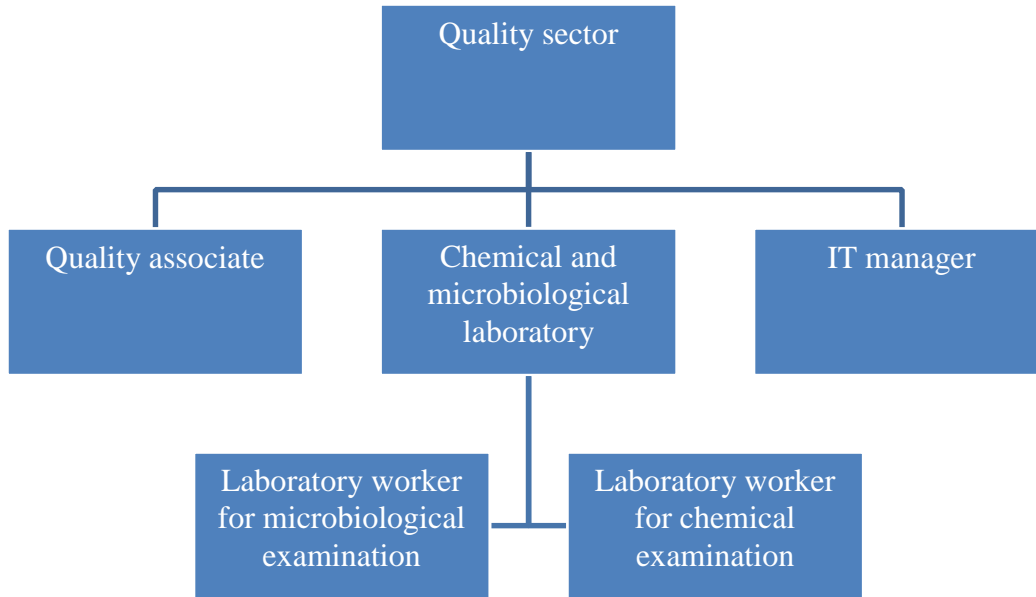 Quality sector
Quality associate
Chemical and
microbiological
laboratory
IT manager
Laboratory worker
for microbiological
examination
Laboratory worker
for chemical
examination